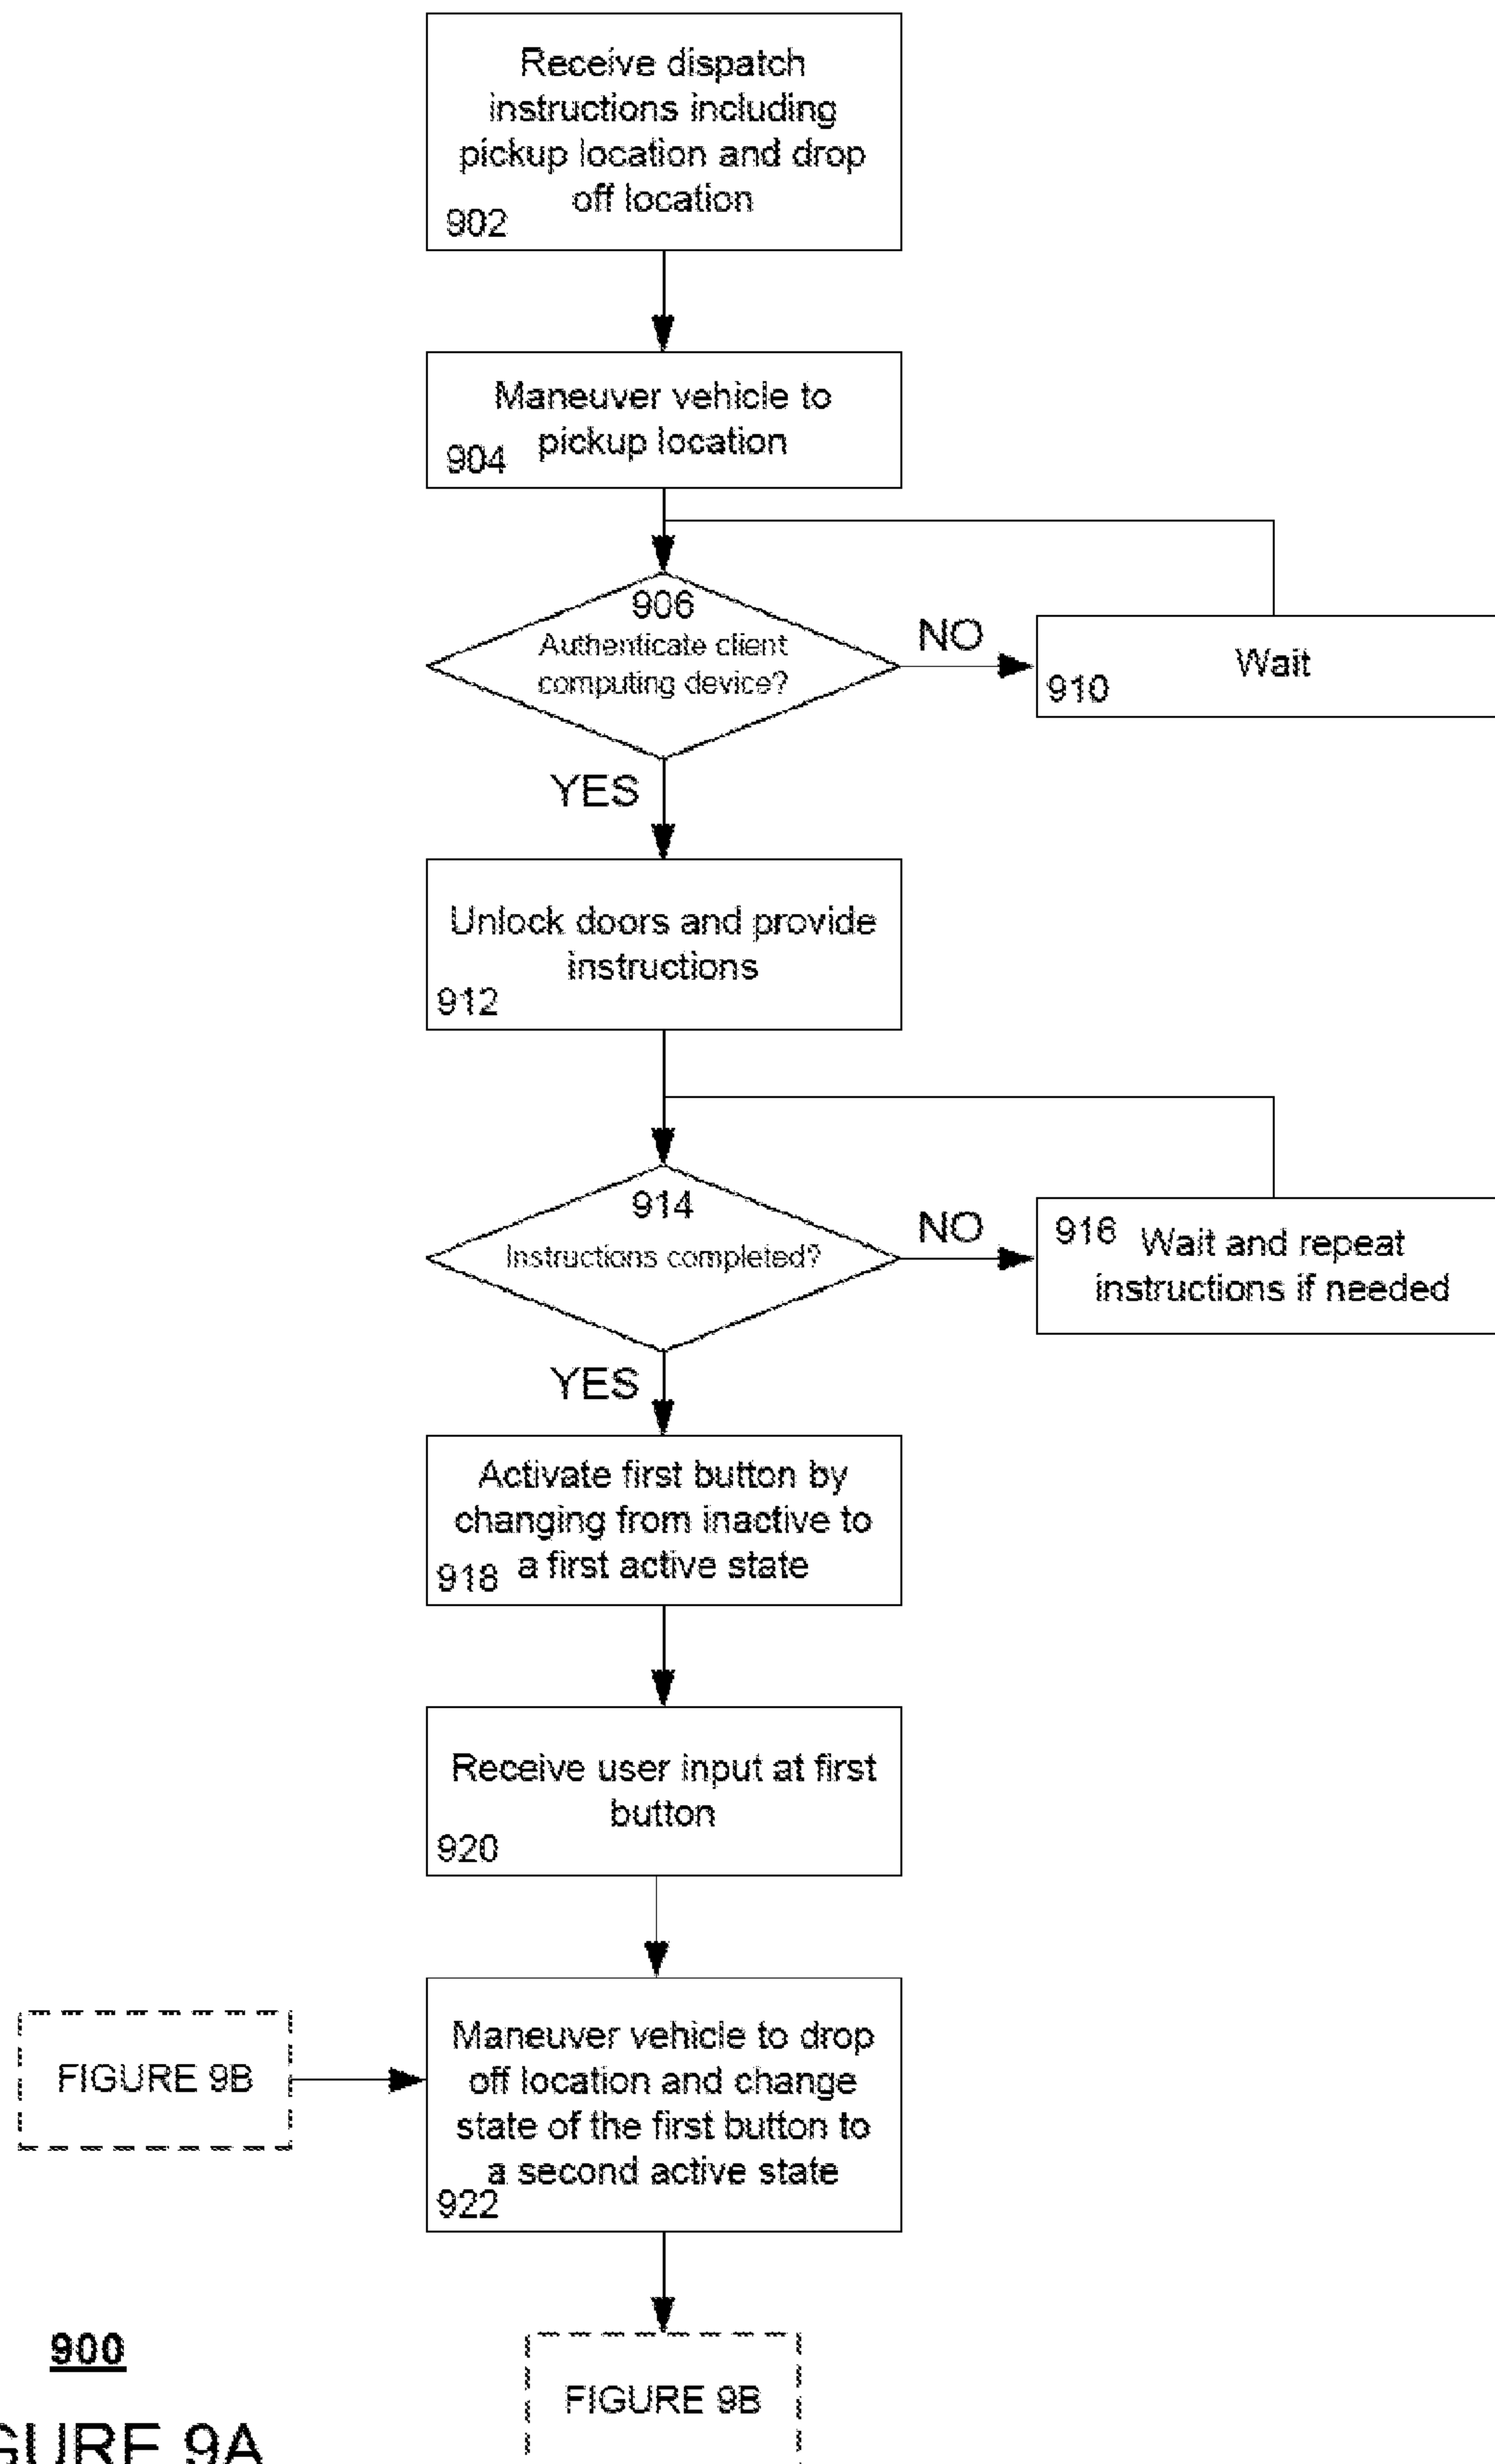 Receive dispatch
instructions including
pickup location and drop
off location
902
Maneuver vehicle to
pickup location
904
906
Authenticate client
computing device?
NO
Wait
910
YES
Unlock doors and provide
instructions
912
914
Instructions completed?
NO
916 Wait and repeat
instructions if needed
YES
Activate first button by
changing from inactive to
918 a first active state
Receive user input at first
button
920
FIGURE 9B
Maneuver vehicle to drop
off location and change
state of the first button to
a second active state
922
900
FIGURE 9B
GURE 9A